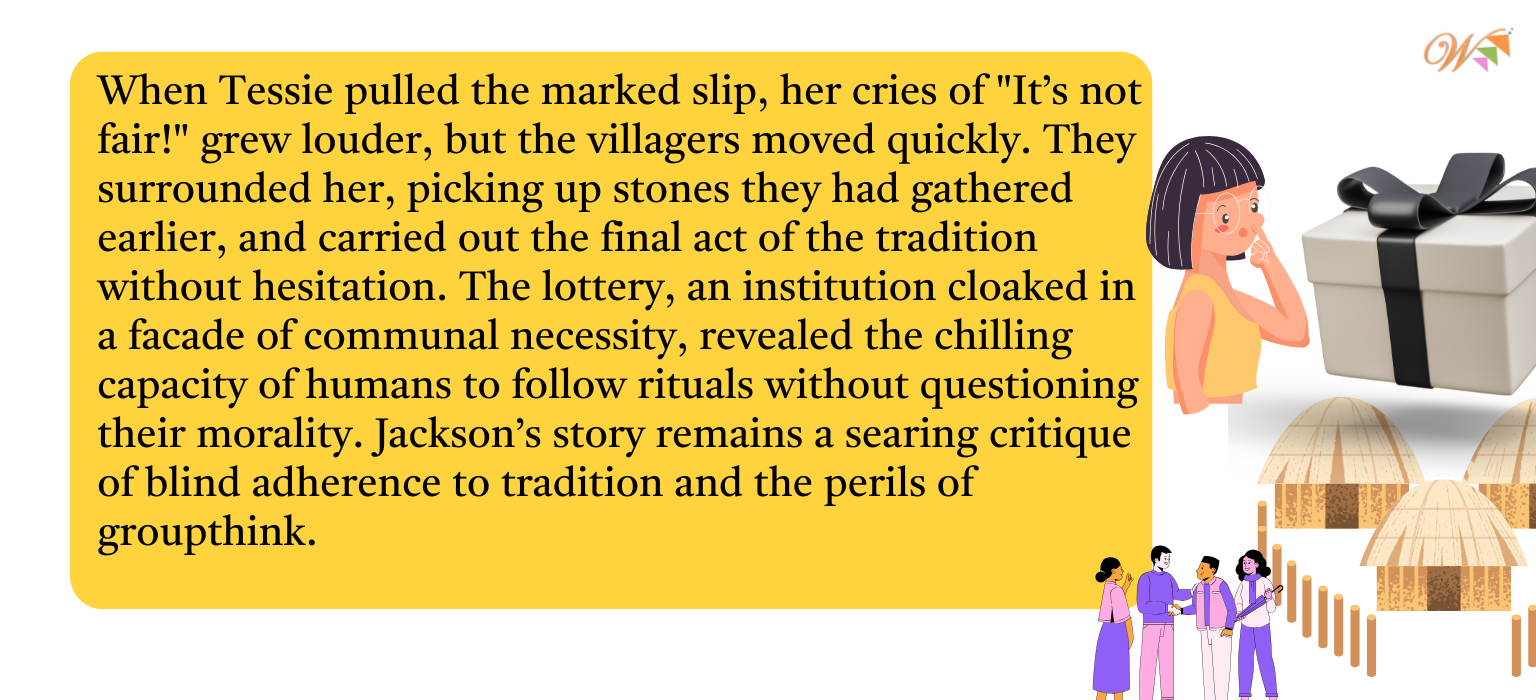 When Tessie pulled the marked slip, her cries of "It’s not
fair!" grew louder, but the villagers moved quickly. They
surrounded her, picking up stones they had gathered
earlier, and carried out the final act of the tradition
without hesitation. The lottery, an institution cloaked in
a facade of communal necessity, revealed the chilling
capacity of humans to follow rituals without questioning
their morality. Jackson’s story remains a searing critique
of blind adherence to tradition and the perils of
groupthink.
W